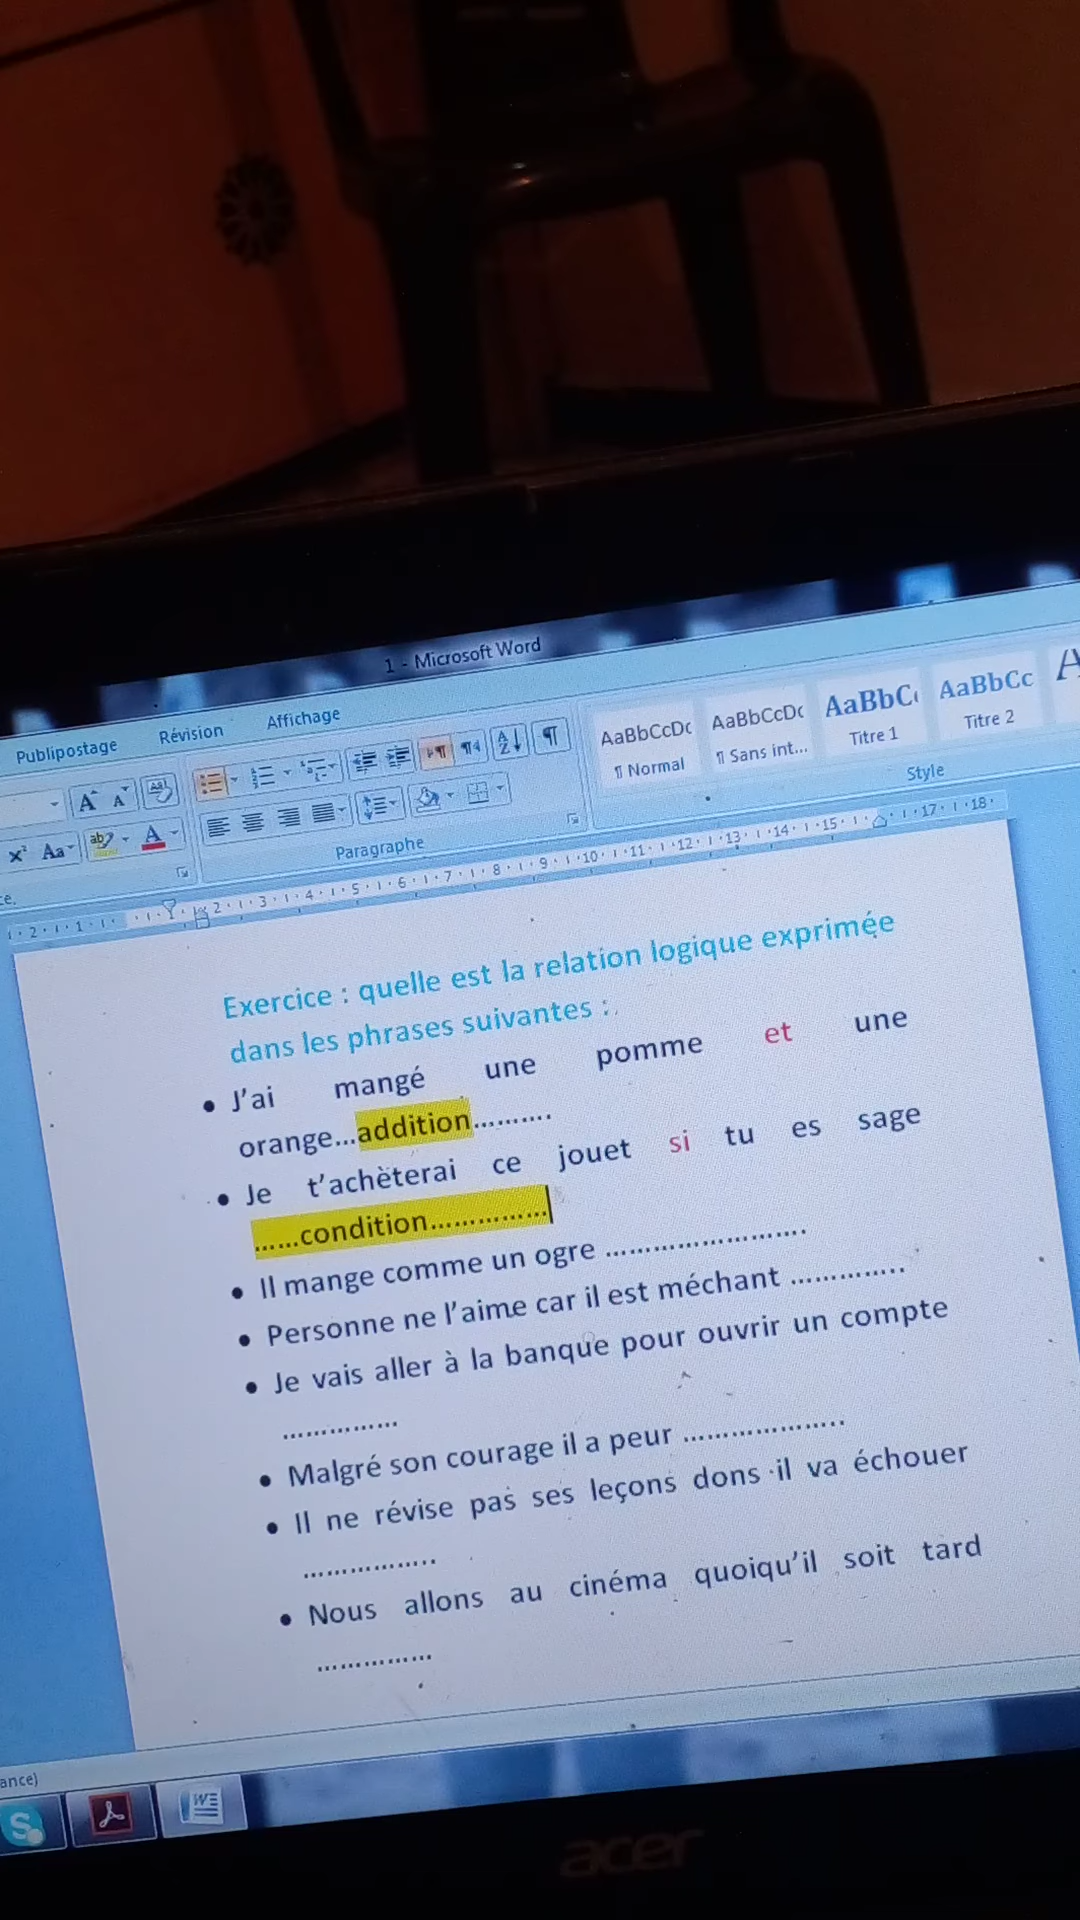 1 - Microsoft Word
Publipostage Révision Affichage
AaBbCcDc AaBbCcDc AaBbC AaBbCc
¶ Normal ¶ Sans int... Titre 1 Titre 2
Paragraphe Style
Exercice : quelle est la relation logique exprimée
dans les phrases suivantes :
• J'ai mangé une pomme et une
orange...addition..........
• Je t'achèterai ce jouet si tu es sage
......condition................
• Il mange comme un ogre ..........................
• Personne ne l'aime car il est méchant ...............
• Je vais aller à la banque pour ouvrir un compte
...............
• Malgré son courage il a peur .....................
• Il ne révise pas ses leçons dons il va échouer
.................
• Nous allons au cinéma quoiqu'il soit tard
...............
ance)
acer